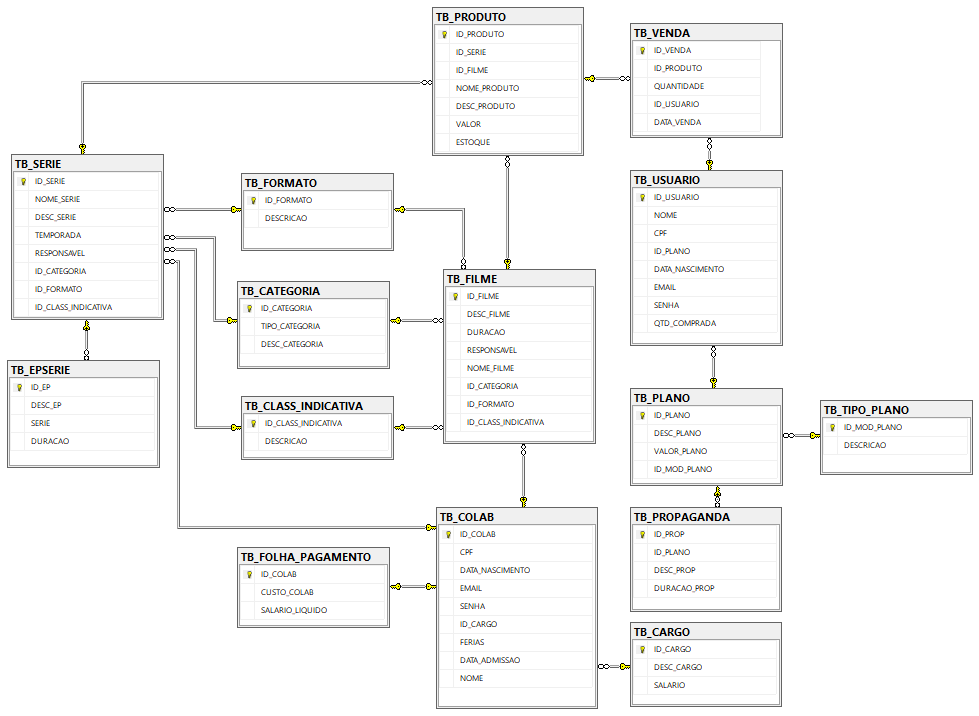 TB_PRODUTO
ID_PRODUTO
ID_SERIE
ID_FILME
NOME_PRODUTO
DESC_PRODUTO
VALOR
ESTOQUE
TB_VENDA
ID_VENDA
ID_PRODUTO
QUANTIDADE
ID_USUARIO
DATA_VENDA
TB_SERIE
ID_SERIE
NOME_SERIE
DESC_SERIE
TEMPORADA
RESPONSAVEL
ID_CATEGORIA
ID_FORMATO
ID_CLASS_INDICATIVA
TB_FORMATO
ID_FORMATO
DESCRICAO
TB_USUARIO
ID_USUARIO
NOME
CPF
ID_PLANO
DATA_NASCIMENTO
EMAIL
SENHA
QTD_COMPRADA
TB_CATEGORIA
ID_CATEGORIA
TIPO_CATEGORIA
DESC_CATEGORIA
TB_FILME
ID_FILME
DESC_FILME
DURACAO
RESPONSAVEL
NOME_FILME
ID_CATEGORIA
ID_FORMATO
ID_CLASS_INDICATIVA
TB_EPSERIE
ID_EP
DESC_EP
SERIE
DURACAO
TB_CLASS_INDICATIVA
ID_CLASS_INDICATIVA
DESCRICAO
TB_PLANO
ID_PLANO
DESC_PLANO
VALOR_PLANO
ID_MOD_PLANO
TB_TIPO_PLANO
ID_MOD_PLANO
DESCRICAO
TB_COLAB
ID_COLAB
CPF
DATA_NASCIMENTO
EMAIL
SENHA
ID_CARGO
FERIAS
DATA_ADMISSAO
NOME
TB_PROPAGANDA
ID_PROP
ID_PLANO
DESC_PROP
DURACAO_PROP
TB_FOLHA_PAGAMENTO
ID_COLAB
CUSTO_COLAB
SALARIO_LIQUIDO
TB_CARGO
ID_CARGO
DESC_CARGO
SALARIO